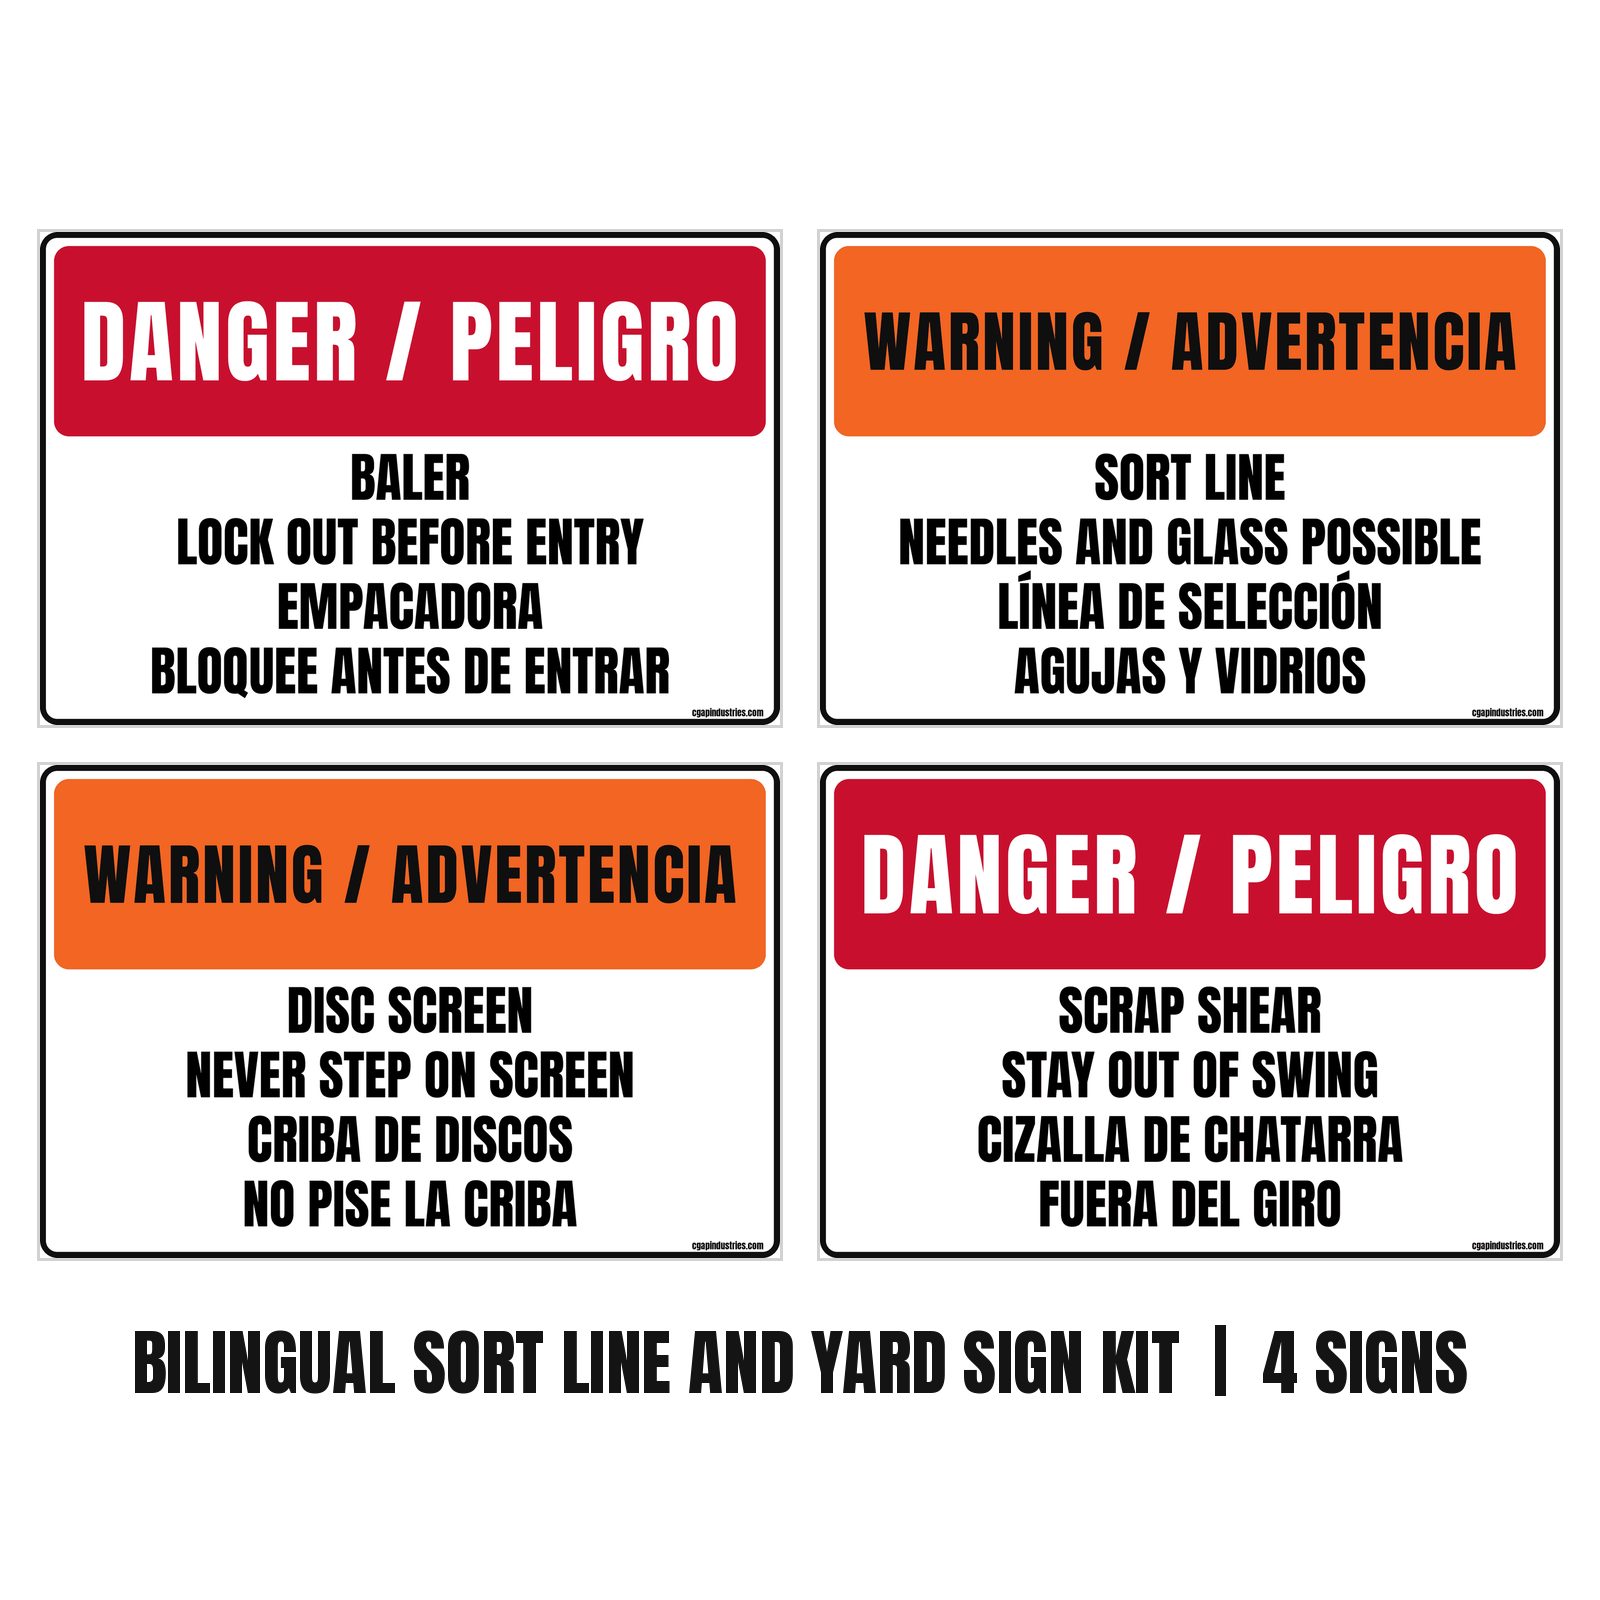 DANGER / PELIGRO
BALER
LOCK OUT BEFORE ENTRY
EMPACADORA
BLOQUEE ANTES DE ENTRAR
cgapindustries.com
WARNING / ADVERTENCIA
SORT LINE
NEEDLES AND GLASS POSSIBLE
LÍNEA DE SELECCIÓN
AGUJAS Y VIDRIOS
cgapindustries.com
WARNING / ADVERTENCIA
DISC SCREEN
NEVER STEP ON SCREEN
CRIBA DE DISCOS
NO PISE LA CRIBA
cgapindustries.com
DANGER / PELIGRO
SCRAP SHEAR
STAY OUT OF SWING
CIZALLA DE CHATARRA
FUERA DEL GIRO
cgapindustries.com
BILINGUAL SORT LINE AND YARD SIGN KIT | 4 SIGNS